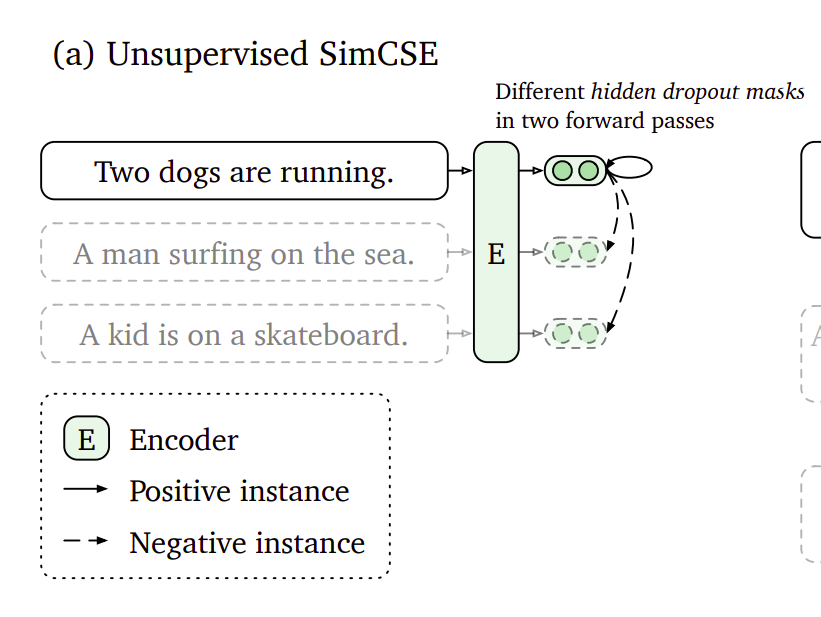 (a) Unsupervised SimCSE
Different hidden dropout masks
in two forward passes
Two dogs are running.
A man surfing on the sea.
E
A kid is on a skateboard.
E Encoder
Positive instance
Negative instance